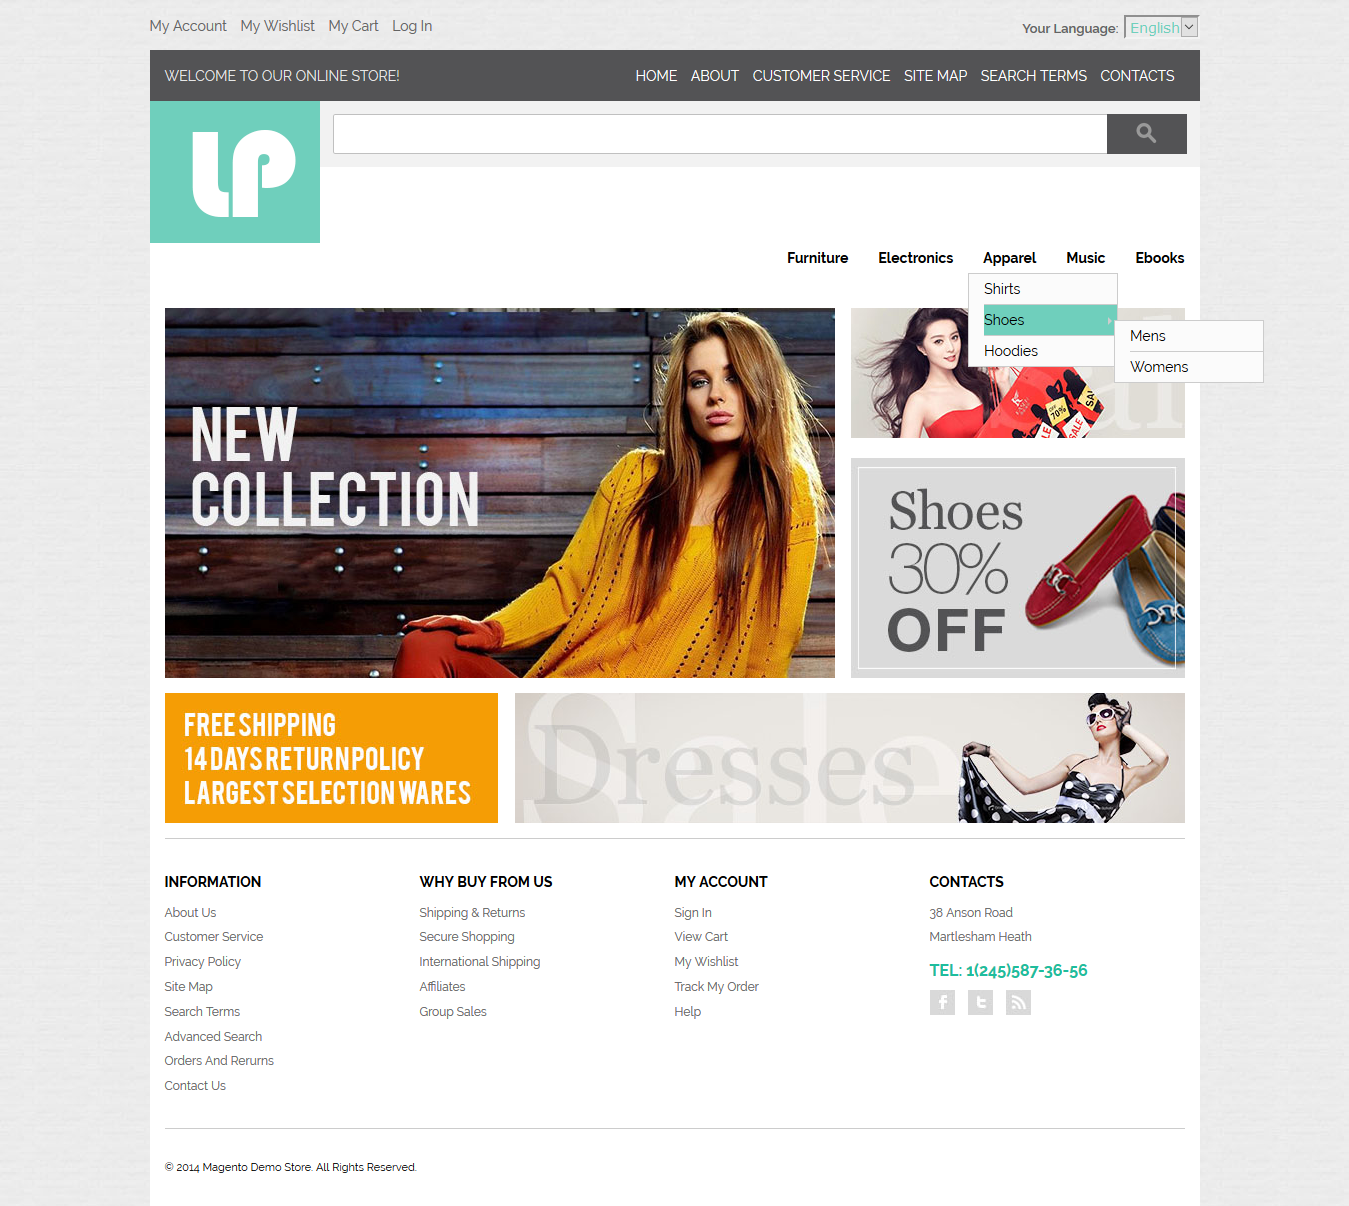 My Account My Wishlist My Cart Log In
Your Language: English
WELCOME TO OUR ONLINE STORE!
HOME ABOUT CUSTOMER SERVICE SITE MAP SEARCH TERMS CONTACTS
LP
Furniture Electronics Apparel Music Ebooks
Shirts
Shoes
Hoodies
Mens
Womens
NEW
COLLECTION
70%
SALE
SALE
Shoes
30%
OFF
FREE SHIPPING
14 DAYS RETURN POLICY
LARGEST SELECTION WARES
Sale
Dresses
INFORMATION
About Us
Customer Service
Privacy Policy
Site Map
Search Terms
Advanced Search
Orders And Rerurns
Contact Us
WHY BUY FROM US
Shipping & Returns
Secure Shopping
International Shipping
Affiliates
Group Sales
MY ACCOUNT
Sign In
View Cart
My Wishlist
Track My Order
Help
CONTACTS
38 Anson Road
Martlesham Heath
TEL: 1(245)587-36-56
© 2014 Magento Demo Store. All Rights Reserved.